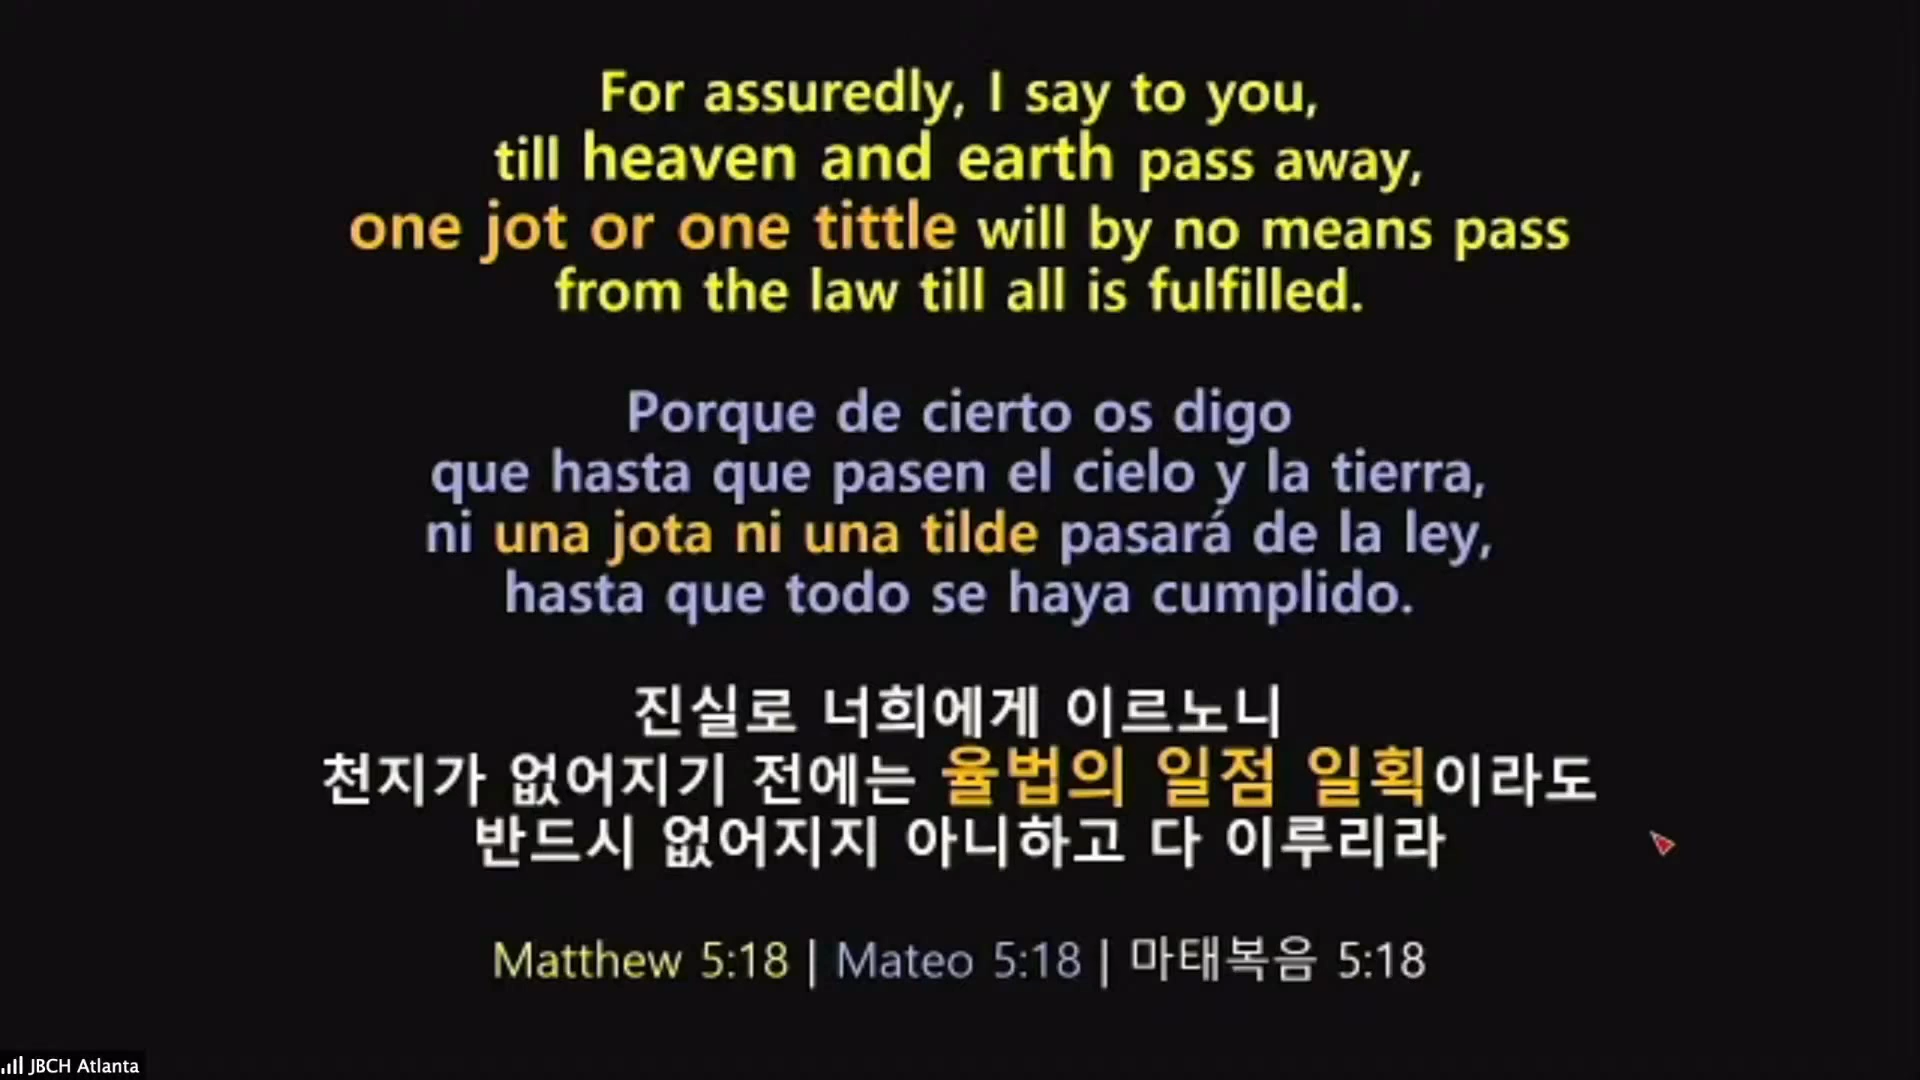 For assuredly, I say to you,
till heaven and earth pass away,
one jot or one tittle will by no means pass
from the law till all is fulfilled.
Porque de cierto os digo
que hasta que pasen el cielo y la tierra,
ni una jota ni una tilde pasará de la ley,
hasta que todo se haya cumplido.
진실로 너희에게 이르노니
천지가 없어지기 전에는 율법의 일점 일획이라도
반드시 없어지지 아니하고 다 이루리라
Matthew 5:18 | Mateo 5:18 | 마태복음 5:18
JBCH Atlanta